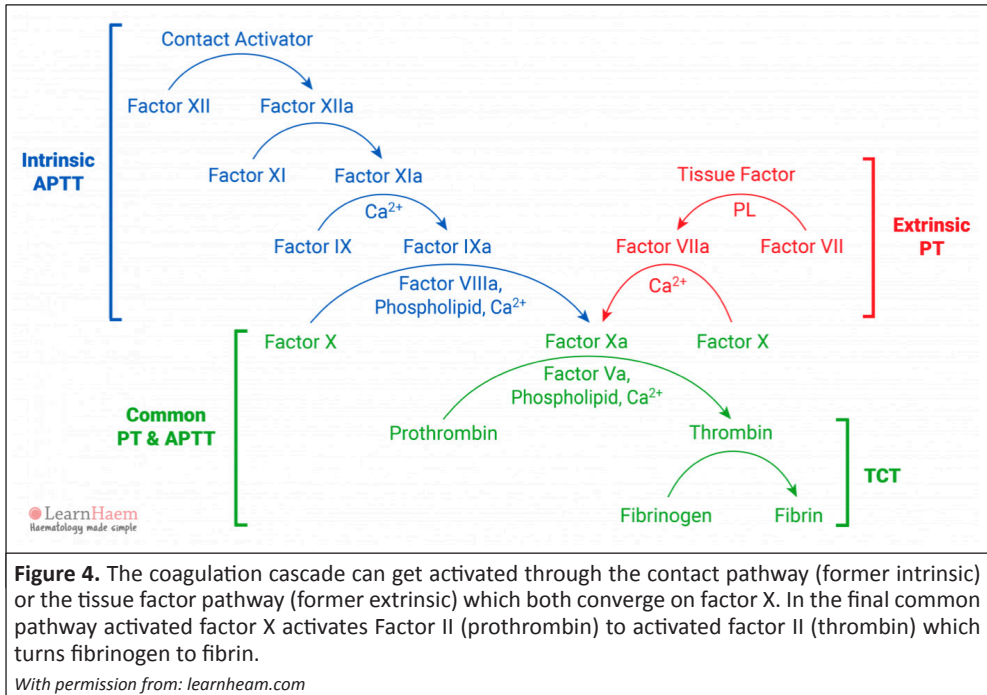 Contact Activator
Factor XII
Factor XIIa
Intrinsic
APTT
Factor XI
Factor XIa
Ca²⁺
Factor IX
Factor IXa
Factor VIIIa,
Phospholipid, Ca²⁺
Tissue Factor
PL
Factor VIIa
Factor VII
Ca²⁺
Extrinsic
PT
Factor X
Factor Xa
Factor X
Factor Va,
Phospholipid, Ca²⁺
Common
PT & APTT
Prothrombin
Thrombin
TCT
Fibrinogen
Fibrin
LearnHaem
Haematology made simple
Figure 4. The coagulation cascade can get activated through the contact pathway (former intrinsic)
or the tissue factor pathway (former extrinsic) which both converge on factor X. In the final common
pathway activated factor X activates Factor II (prothrombin) to activated factor II (thrombin) which
turns fibrinogen to fibrin.
With permission from: learnheam.com